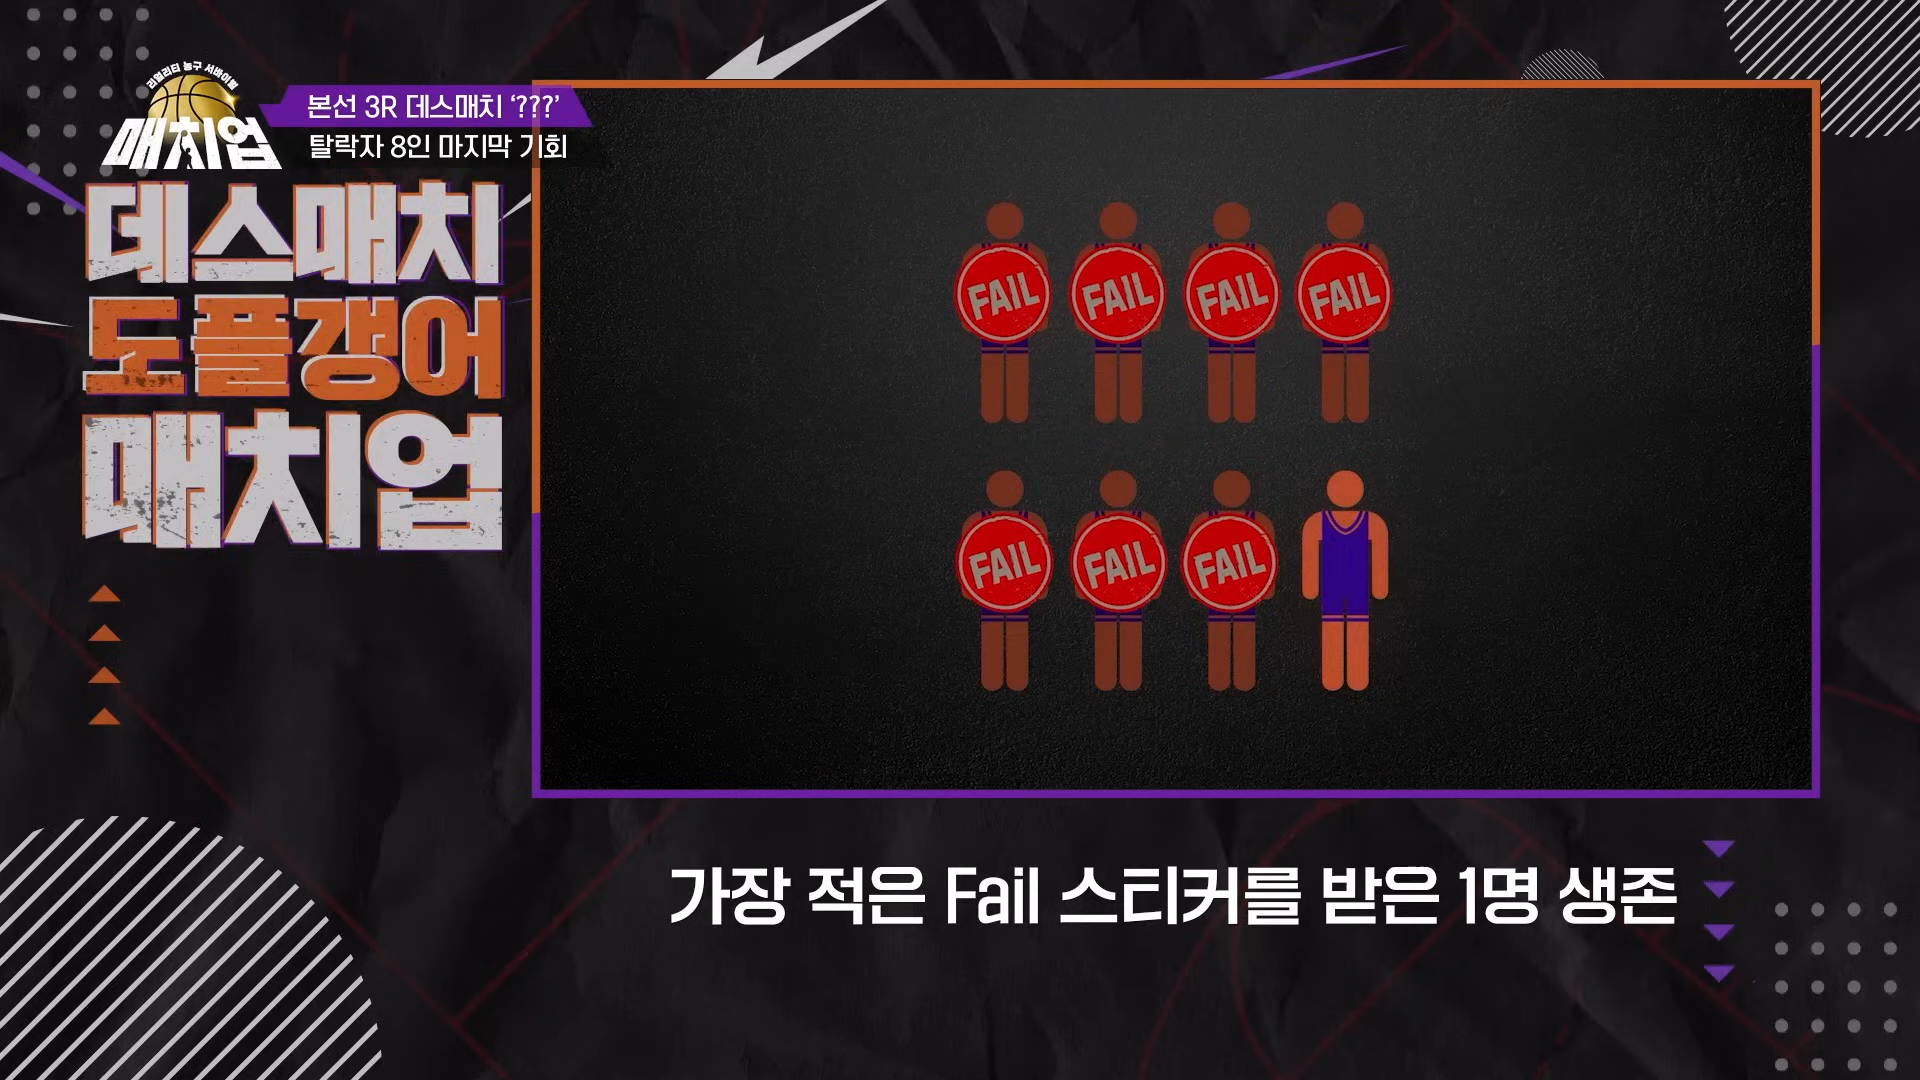 리얼리티 농구 서바이벌
매치업
본선 3R 데스매치 ‘???’
탈락자 8인 마지막 기회
데스매치
도플갱어
매치업
FAIL FAIL FAIL FAIL
FAIL FAIL FAIL
가장 적은 Fail 스티커를 받은 1명 생존